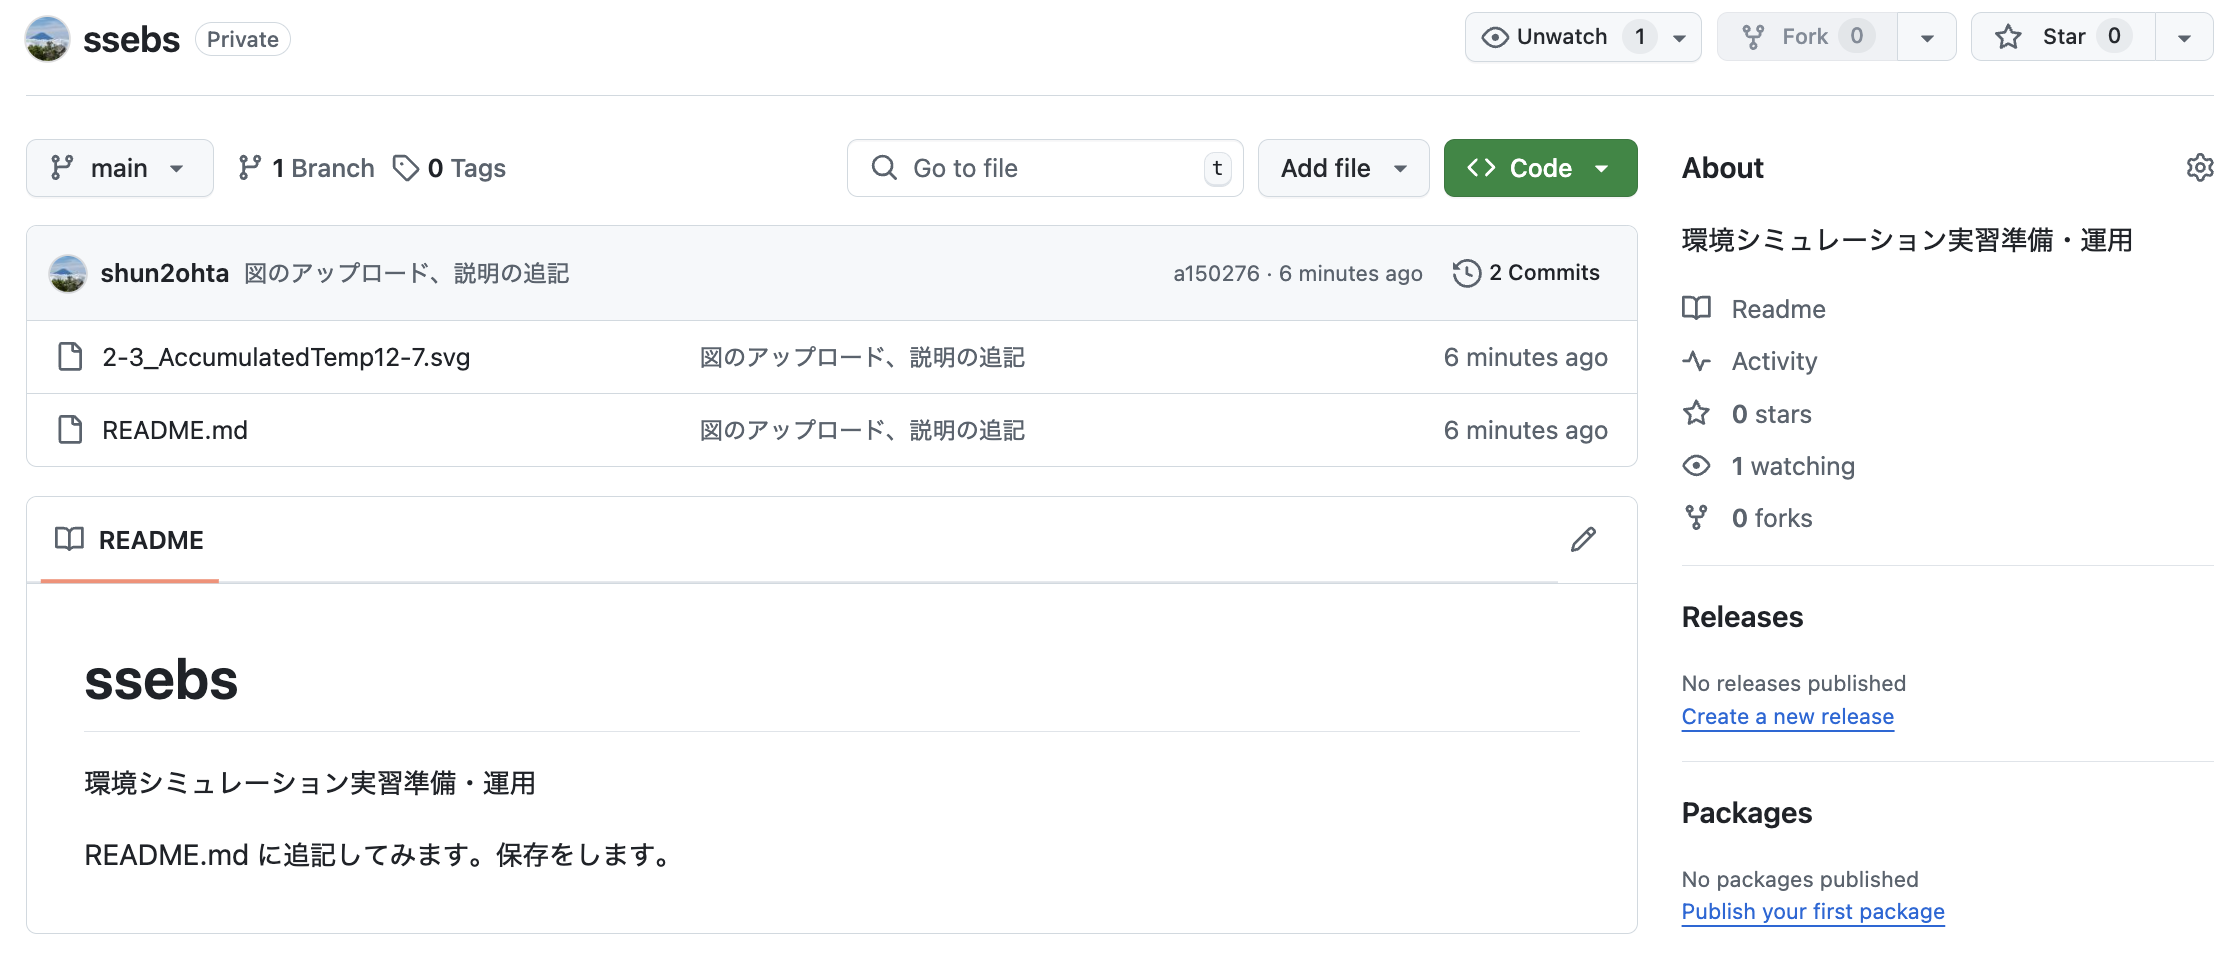 ssebs Private Unwatch 1 Fork 0 Star 0
main 1 Branch 0 Tags Go to file t Add file Code
shun2ohta 図のアップロード、説明の追記 a150276 · 6 minutes ago 2 Commits
2-3_AccumulatedTemp12-7.svg 図のアップロード、説明の追記 6 minutes ago
README.md 図のアップロード、説明の追記 6 minutes ago
README
ssebs
環境シミュレーション実習準備・運用
README.md に追記してみます。保存をします。
About
環境シミュレーション実習準備・運用
Readme
Activity
0 stars
1 watching
0 forks
Releases
No releases published
Create a new release
Packages
No packages published
Publish your first package